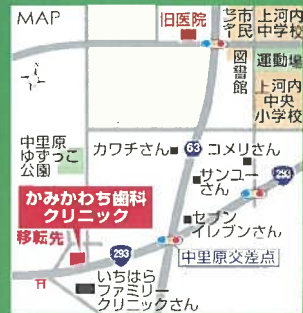 MAP
旧医院
市民
センター
図書館
上河内
中学校
運動場
上河内
中央
小学校
中里原
ゆずっこ
公園
カワチさん
63
コメリさん
サンユー
さん
293
かみかわち歯科
クリニック
移転先
セブン
イレブンさん
293
中里原交差点
いちはら
ファミリー
クリニックさん